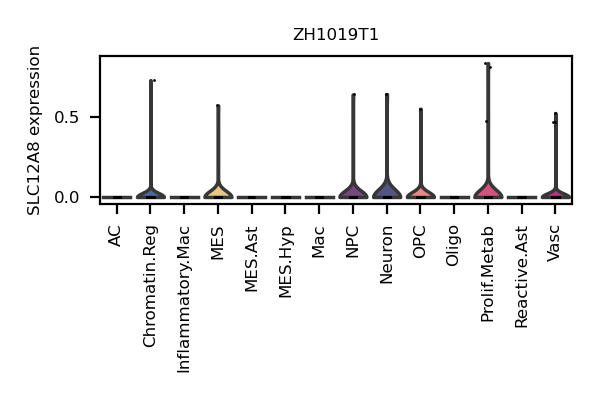 ZH1019T1
SLC12A8 expression
0.5
0.0
AC
Chromatin.Reg
Inflammatory.Mac
MES
MES.Ast
MES.Hyp
Mac
NPC
Neuron
OPC
Oligo
Prolif.Metab
Reactive.Ast
Vasc